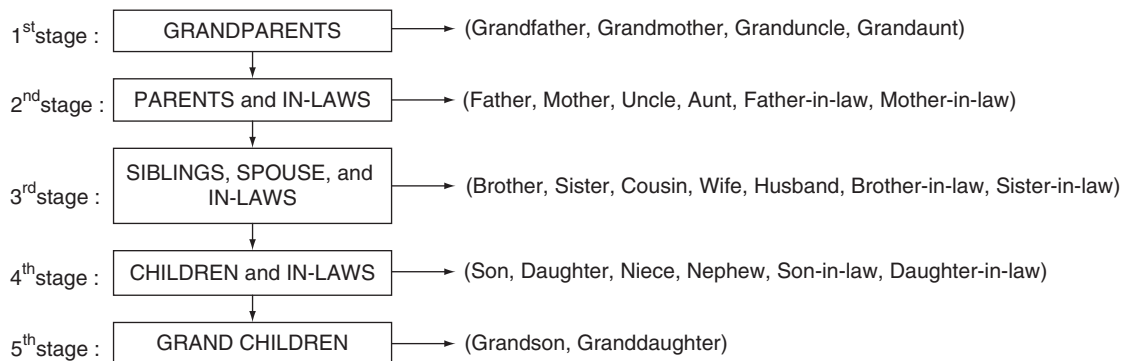 1st stage : GRANDPARENTS (Grandfather, Grandmother, Granduncle, Grandaunt)
2nd stage : PARENTS and IN-LAWS (Father, Mother, Uncle, Aunt, Father-in-law, Mother-in-law)
3rd stage : SIBLINGS, SPOUSE, and
IN-LAWS (Brother, Sister, Cousin, Wife, Husband, Brother-in-law, Sister-in-law)
4th stage : CHILDREN and IN-LAWS (Son, Daughter, Niece, Nephew, Son-in-law, Daughter-in-law)
5th stage : GRAND CHILDREN (Grandson, Granddaughter)